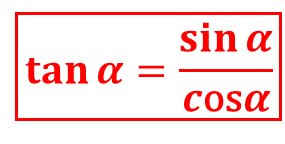 tan α = sin α / cosα